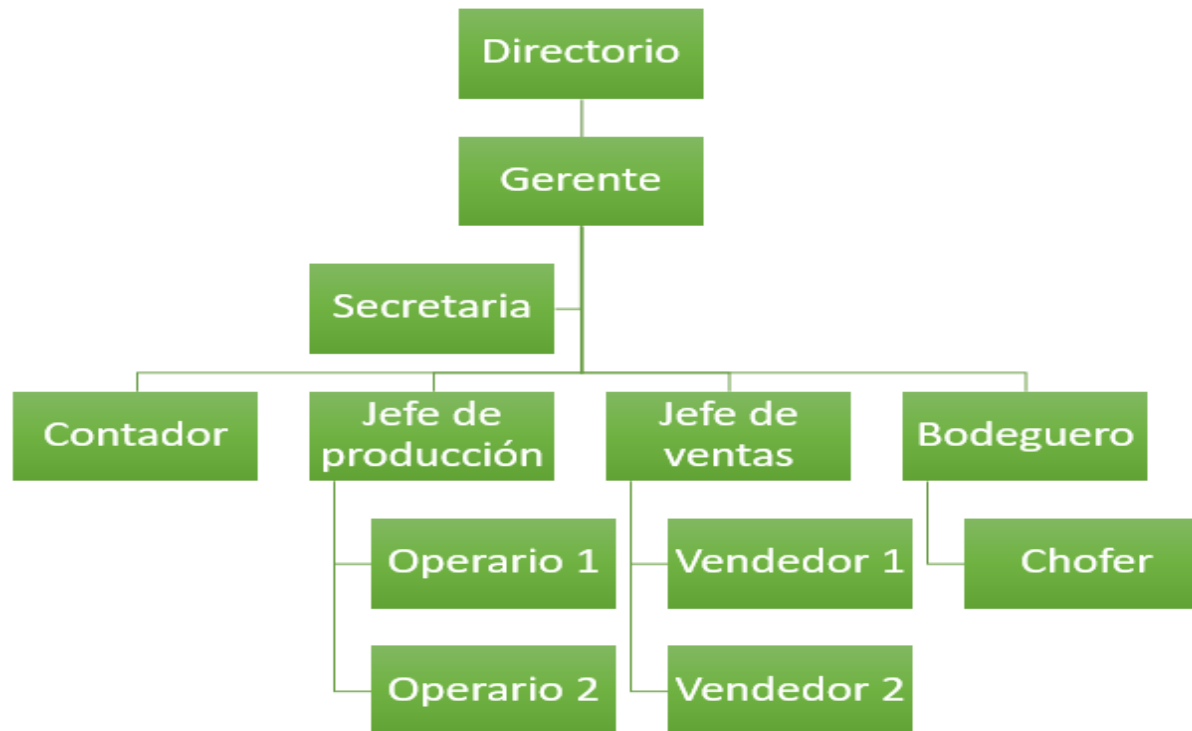 Directorio
Gerente
Secretaria
Contador
Jefe de
producción
Jefe de
ventas
Bodeguero
Operario 1
Vendedor 1
Chofer
Operario 2
Vendedor 2